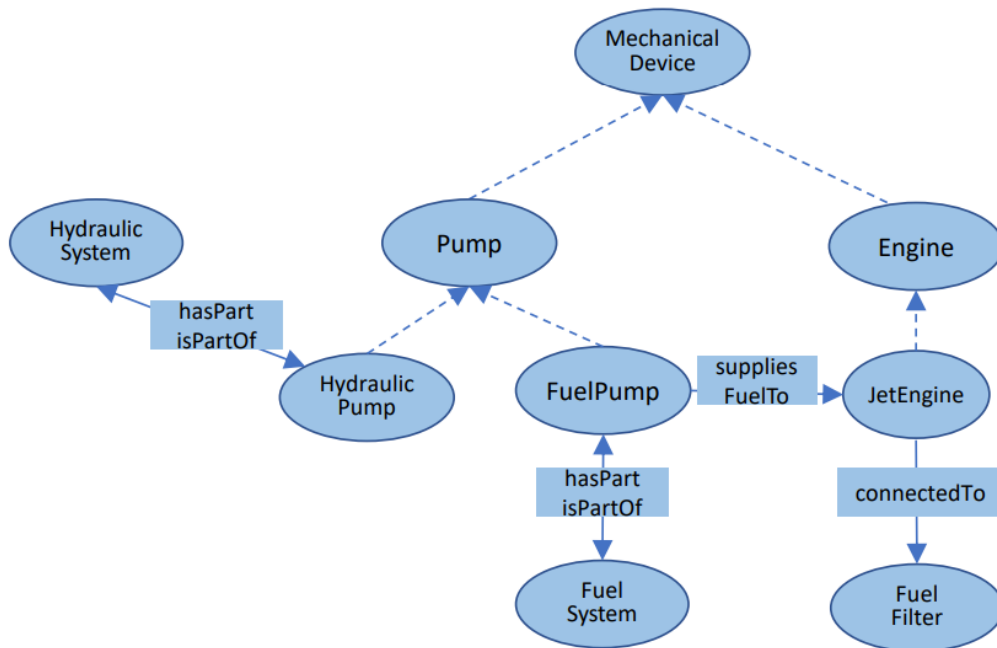 Mechanical
Device
Hydraulic
System
Pump
Engine
hasPart
isPartOf
Hydraulic
Pump
FuelPump
supplies
FuelTo
JetEngine
hasPart
isPartOf
connectedTo
Fuel
System
Fuel
Filter